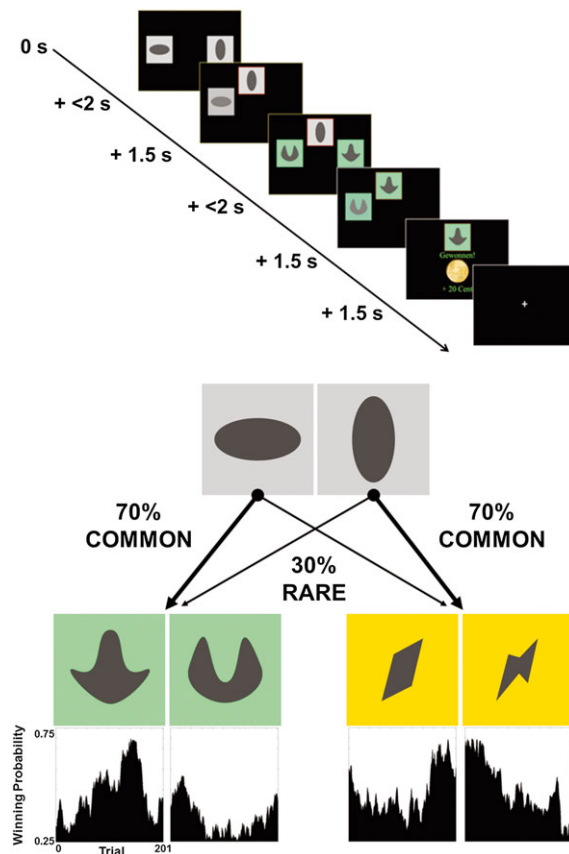 0 s
+ <2 s
+ 1.5 s
+ <2 s
+ 1.5 s
+ 1.5 s
Gewonnen!
+ 20 Cent
+
70%
COMMON
70%
COMMON
30%
RARE
Winning Probability
0.75
0.25
0
Trial
201